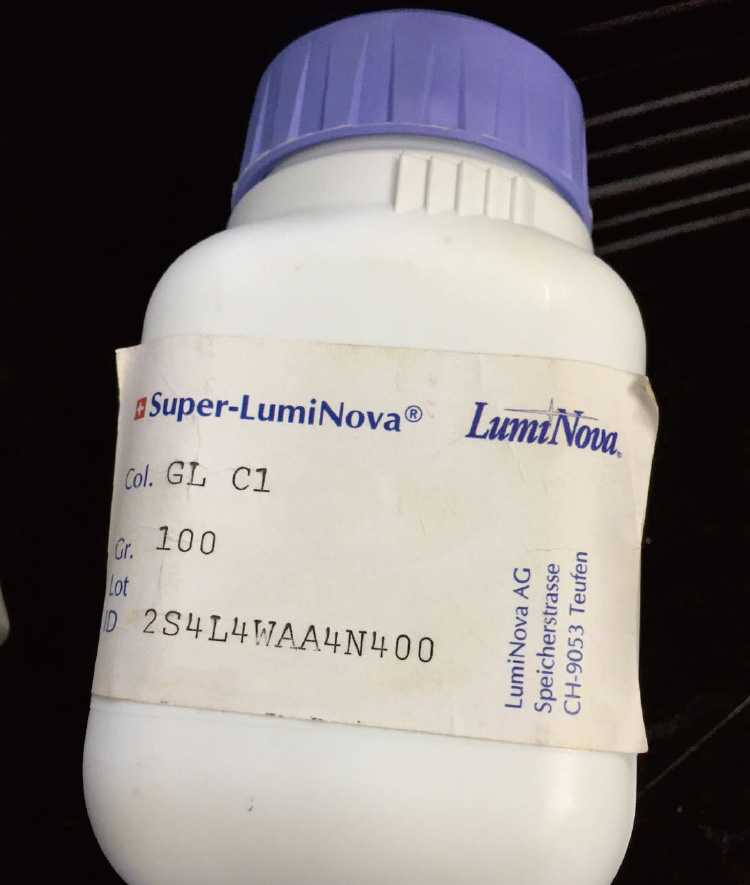 Super-LumiNova®
LumiNova®
Col. GL C1
Gr. 100
Lot
ID 2S4L4WAA4N400
LumiNova AG
Speicherstrasse
CH-9053 Teufen